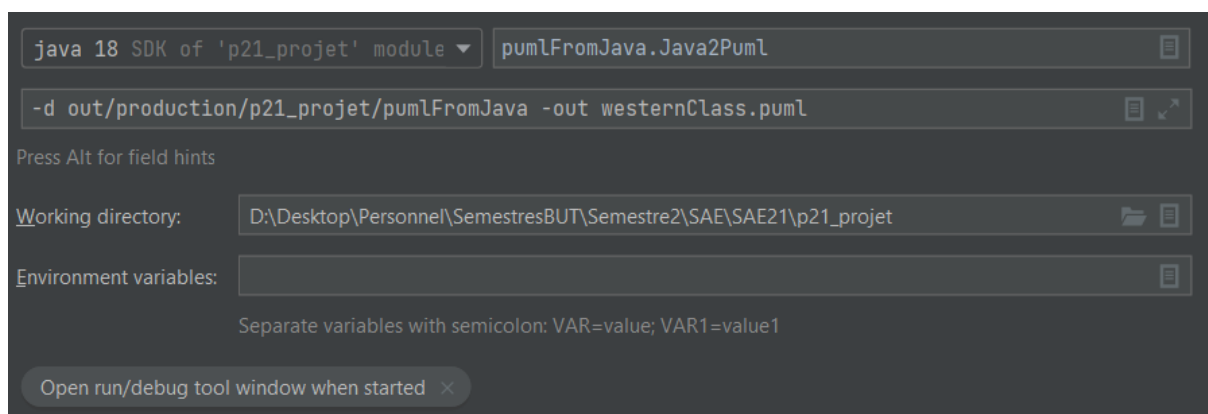 java 18 SDK of 'p21_projet' module pumlFromJava.Java2Puml
-d out/production/p21_projet/pumlFromJava -out westernClass.puml
Press Alt for field hints
Working directory: D:\Desktop\Personnel\SemestresBUT\Semestre2\SAE\SAE21\p21_projet
Environment variables:
Separate variables with semicolon: VAR=value; VAR1=value1
Open run/debug tool window when started ×